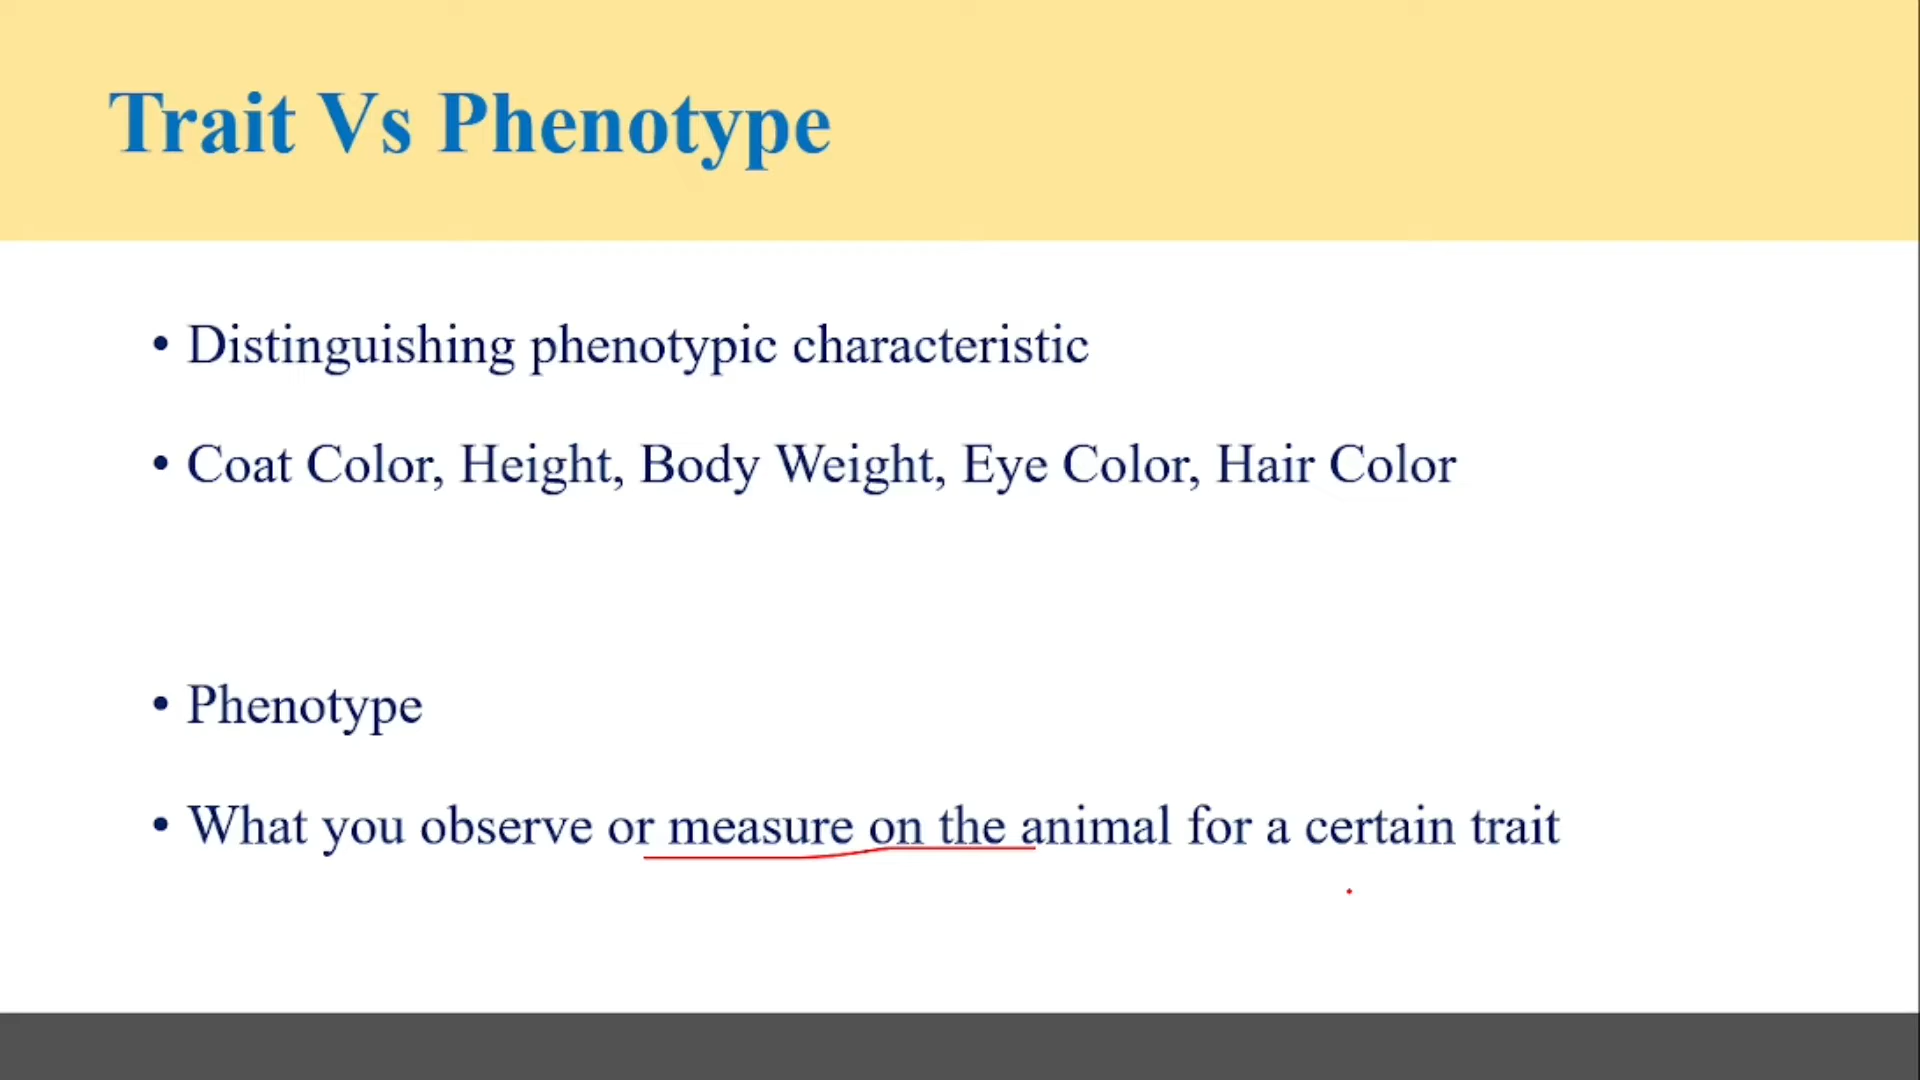 Trait Vs Phenotype
• Distinguishing phenotypic characteristic
• Coat Color, Height, Body Weight, Eye Color, Hair Color
• Phenotype
• What you observe or measure on the animal for a certain trait